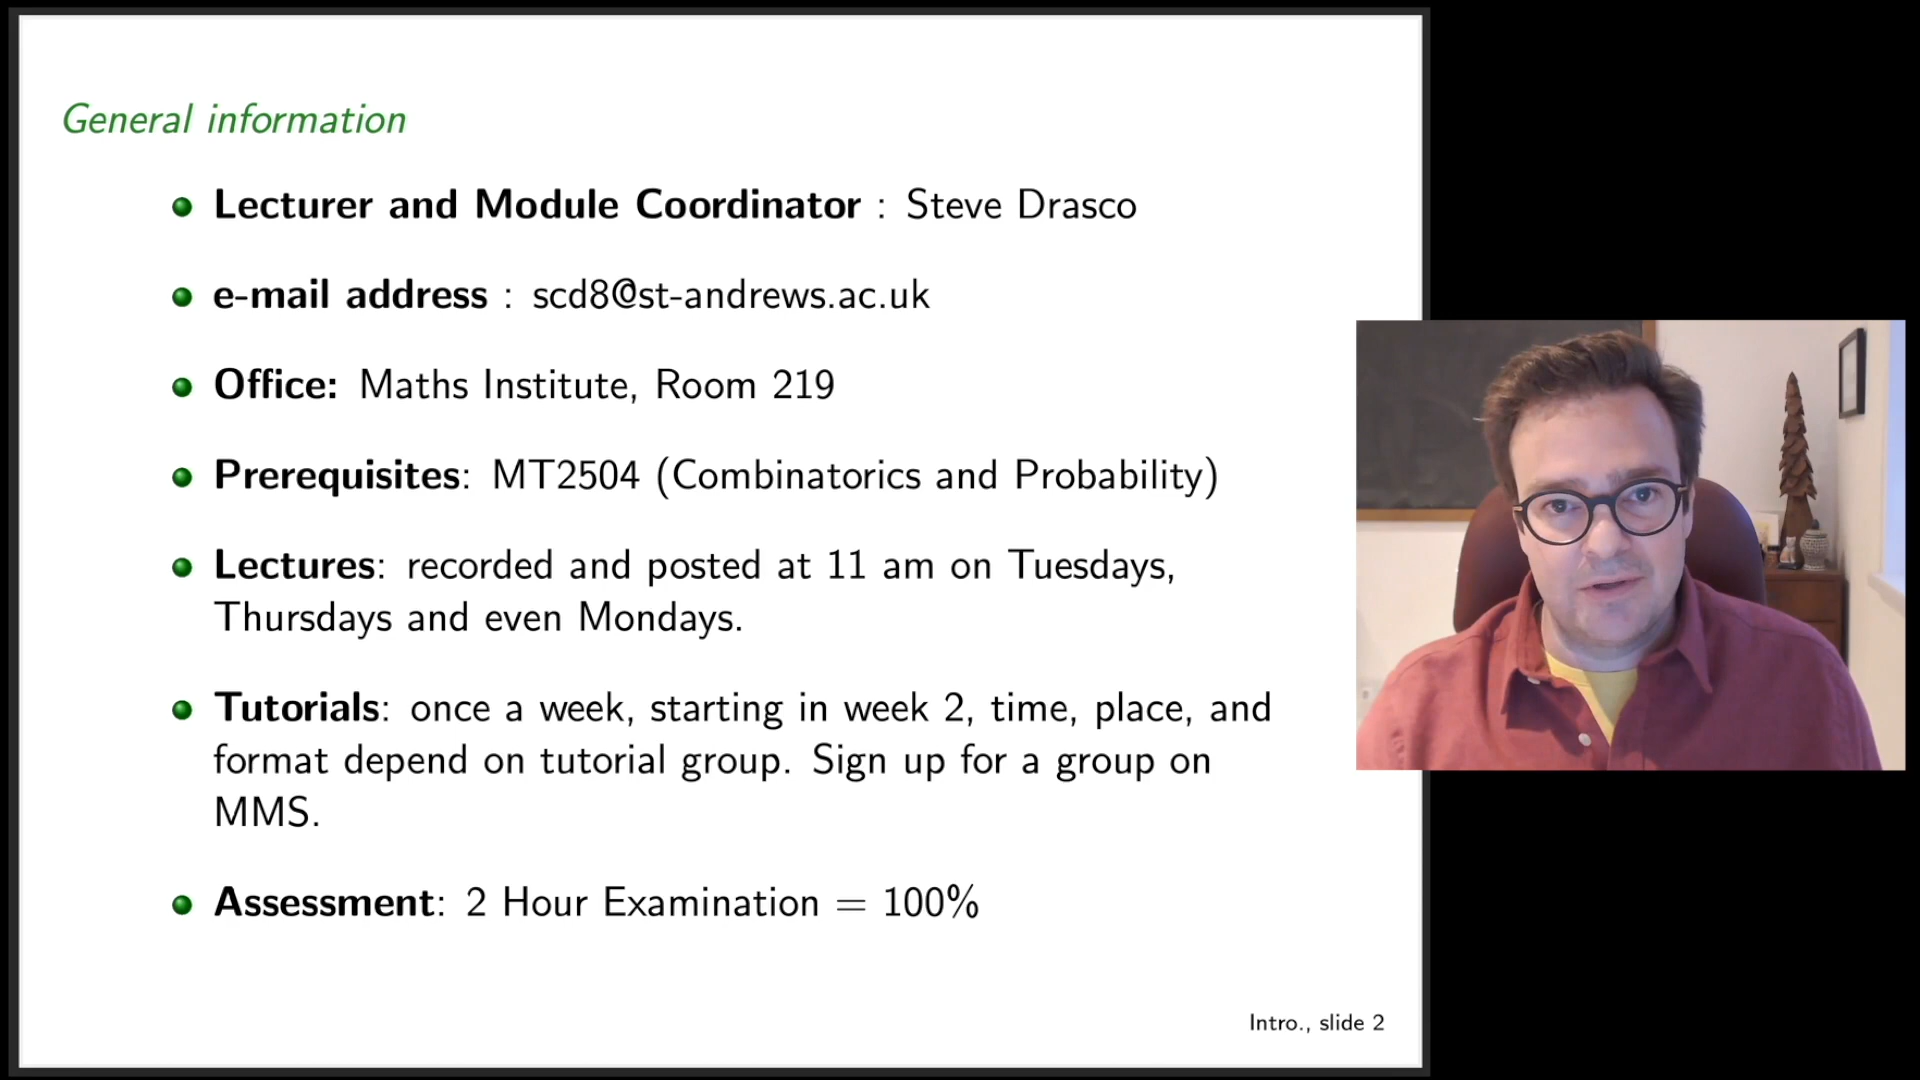 General information
Lecturer and Module Coordinator : Steve Drasco
e-mail address : scd8@st-andrews.ac.uk
Office: Maths Institute, Room 219
Prerequisites: MT2504 (Combinatorics and Probability)
Lectures: recorded and posted at 11 am on Tuesdays,
Thursdays and even Mondays.
Tutorials: once a week, starting in week 2, time, place, and
format depend on tutorial group. Sign up for a group on
MMS.
Assessment: 2 Hour Examination = 100%
Intro., slide 2